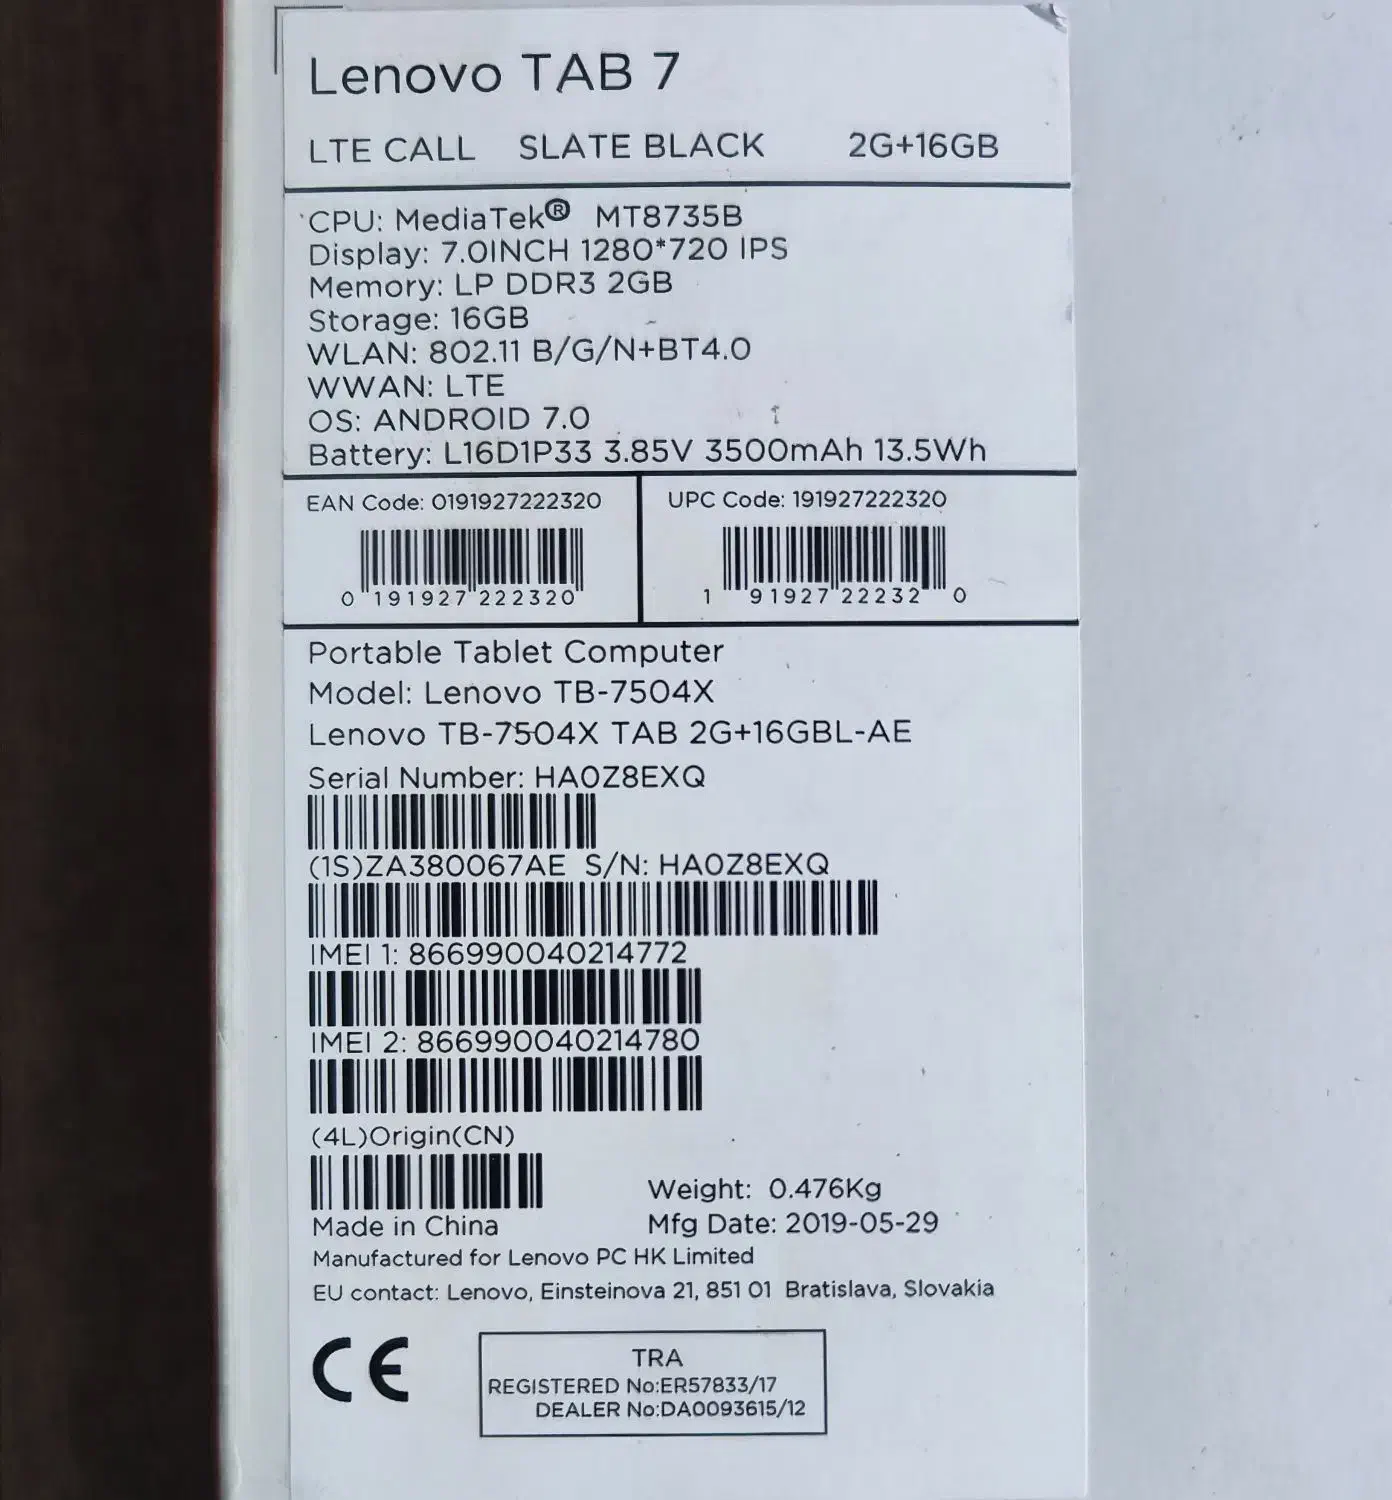 Lenovo TAB 7
LTE CALL SLATE BLACK 2G+16GB
CPU: MediaTek® MT8735B
Display: 7.0INCH 1280*720 IPS
Memory: LP DDR3 2GB
Storage: 16GB
WLAN: 802.11 B/G/N+BT4.0
WWAN: LTE
OS: ANDROID 7.0
Battery: L16D1P33 3.85V 3500mAh 13.5Wh
EAN Code: 0191927222320 UPC Code: 191927222320
0 191927 222320 1 91927 22232 0
Portable Tablet Computer
Model: Lenovo TB-7504X
Lenovo TB-7504X TAB 2G+16GBL-AE
Serial Number: HA0Z8EXQ
(1S)ZA380067AE S/N: HA0Z8EXQ
IMEI 1: 866990040214772
IMEI 2: 866990040214780
(4L)Origin(CN)
Weight: 0.476Kg
Made in China Mfg Date: 2019-05-29
Manufactured for Lenovo PC HK Limited
EU contact: Lenovo, Einsteinova 21, 851 01 Bratislava, Slovakia
CE
TRA
REGISTERED No:ER57833/17
DEALER No:DA0093615/12